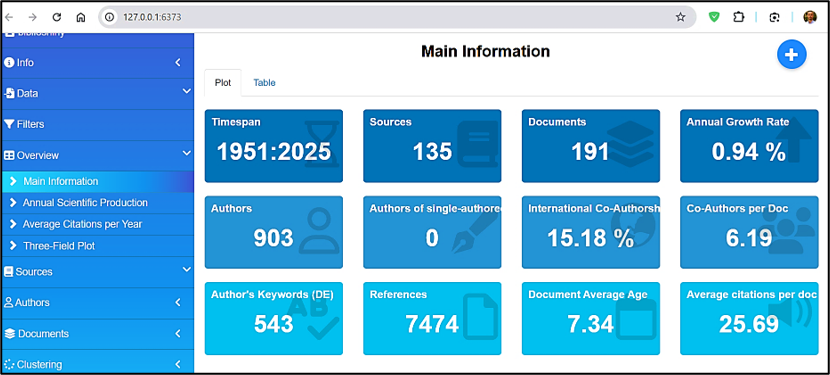 127.0.0.1:6373
Biblioshiny
Info
Data
Filters
Overview
Main Information
Annual Scientific Production
Average Citations per Year
Three-Field Plot
Sources
Authors
Documents
Clustering
Main Information
Plot
Table
Timespan
1951:2025
Sources
135
Documents
191
Annual Growth Rate
0.94 %
Authors
903
Authors of single-authore
0
International Co-Authorsh
15.18 %
Co-Authors per Doc
6.19
Author's Keywords (DE)
543
References
7474
Document Average Age
7.34
Average citations per doc
25.69
AB